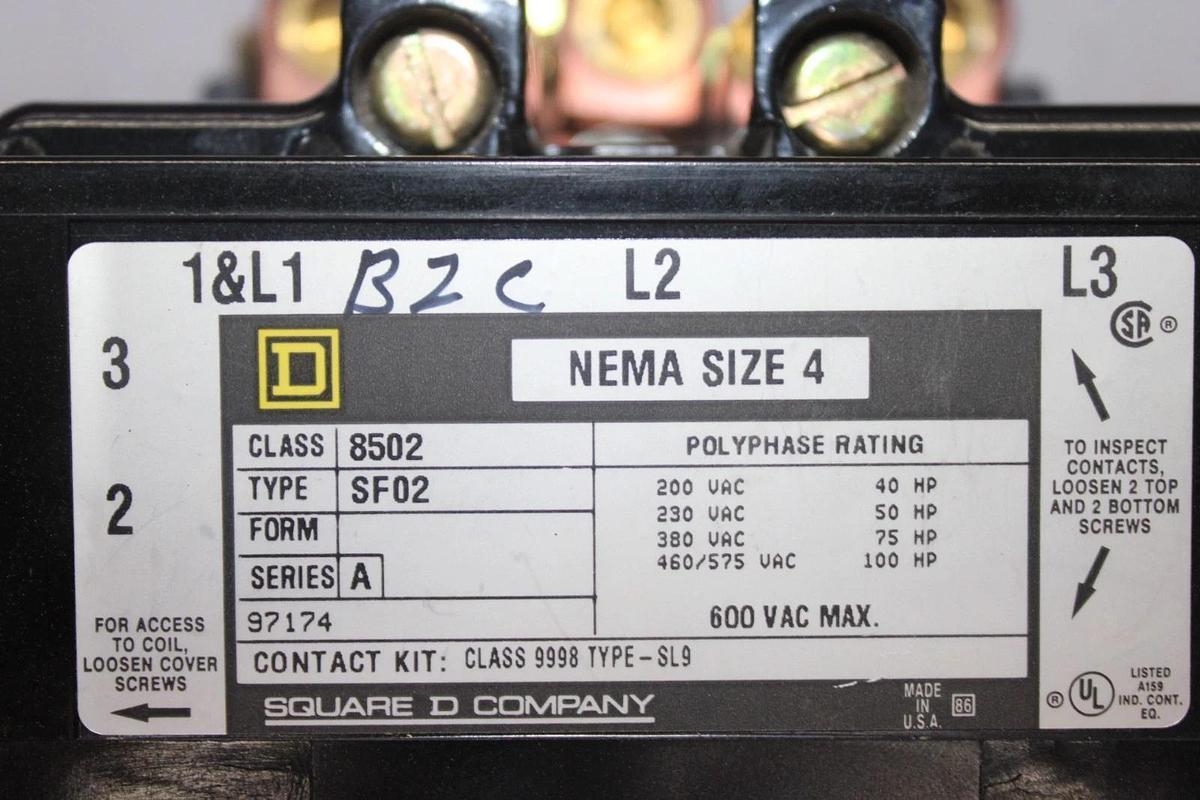 1&L1 BZC L2 L3
SA ®
3
2
D
NEMA SIZE 4
CLASS 8502
TYPE SF02
FORM
SERIES A
97174
POLYPHASE RATING
200 VAC 40 HP
230 VAC 50 HP
380 VAC 75 HP
460/575 VAC 100 HP
600 VAC MAX.
CONTACT KIT: CLASS 9998 TYPE-SL9
SQUARE D COMPANY
MADE
IN
U.S.A.
86
FOR ACCESS
TO COIL,
LOOSEN COVER
SCREWS
TO INSPECT
CONTACTS,
LOOSEN 2 TOP
AND 2 BOTTOM
SCREWS
® UL
LISTED
A159
IND. CONT.
EQ.